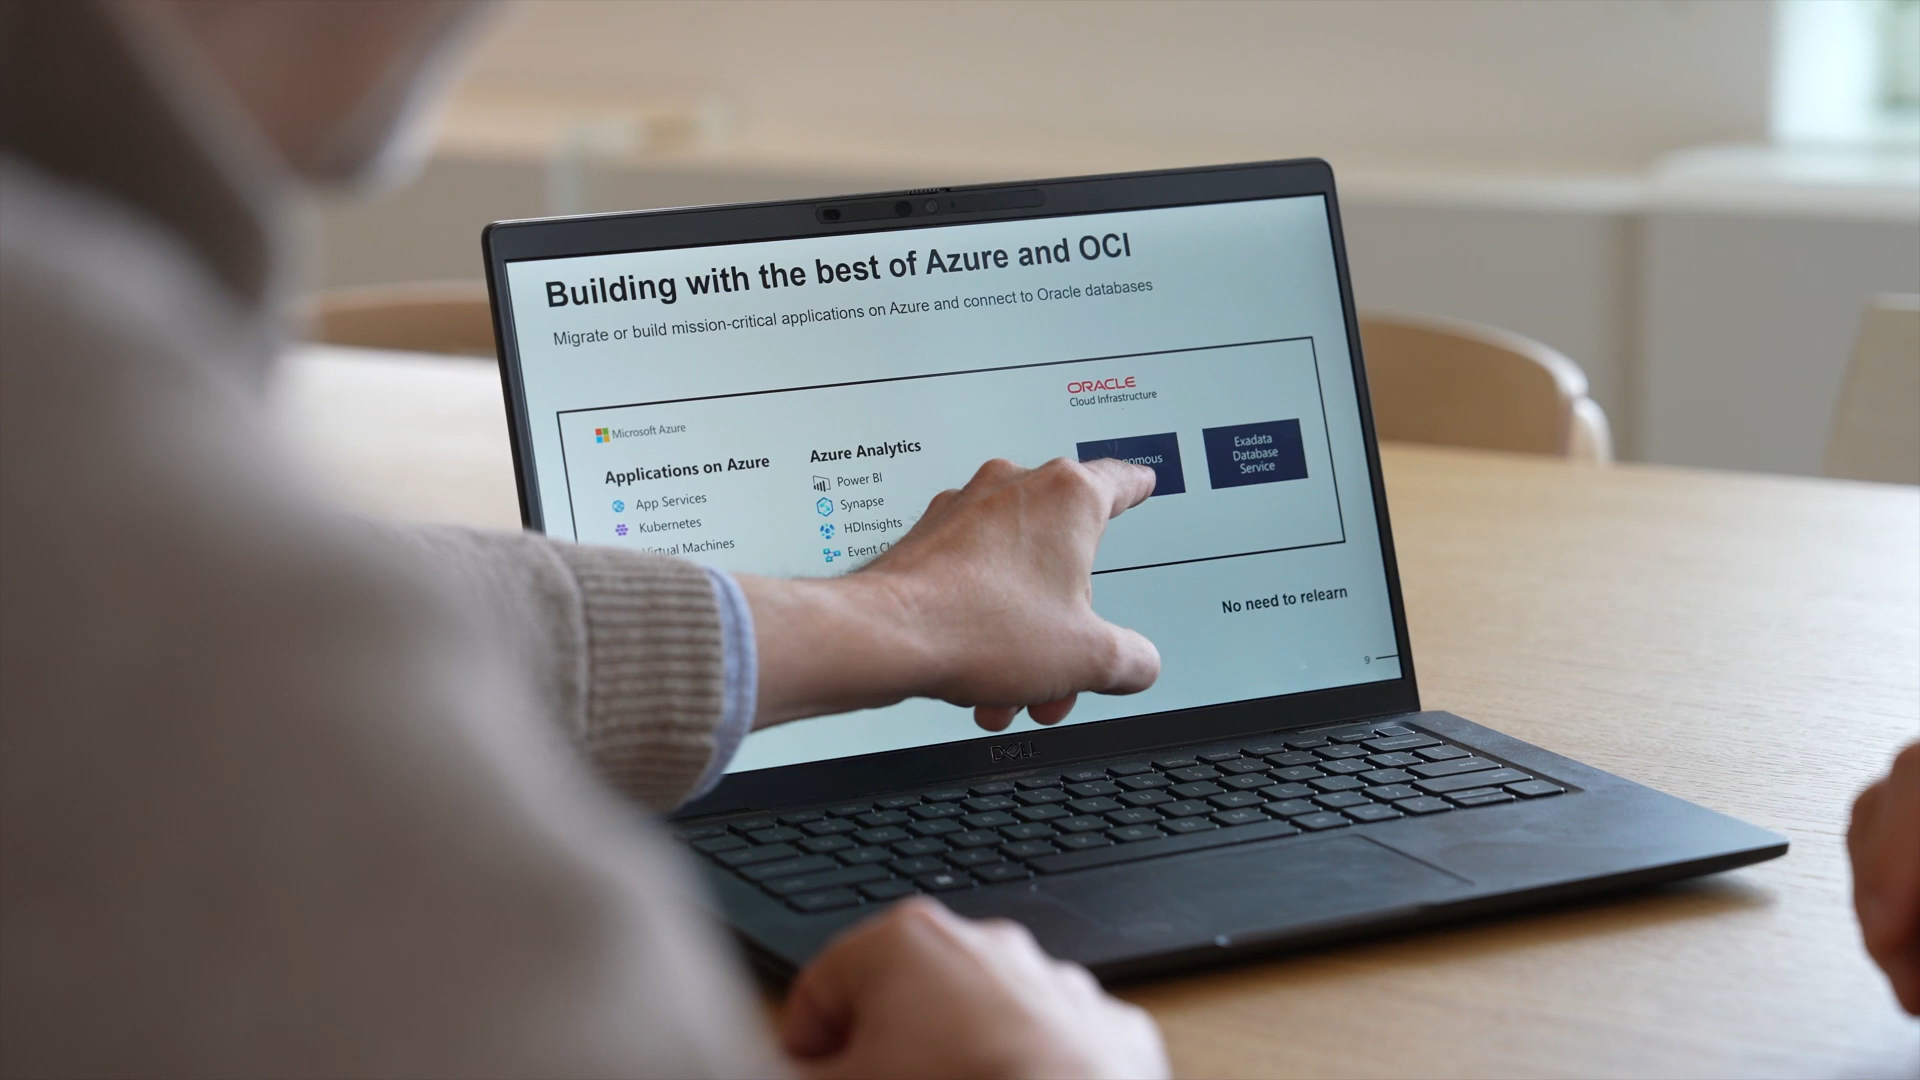 Building with the best of Azure and OCI
Migrate or build mission-critical applications on Azure and connect to Oracle databases
Microsoft Azure
Applications on Azure
App Services
Kubernetes
Virtual Machines
Azure Analytics
Power BI
Synapse
HDInsights
Event
ORACLE
Cloud Infrastructure
Exadata
Database
Service
No need to relearn
9
DELL